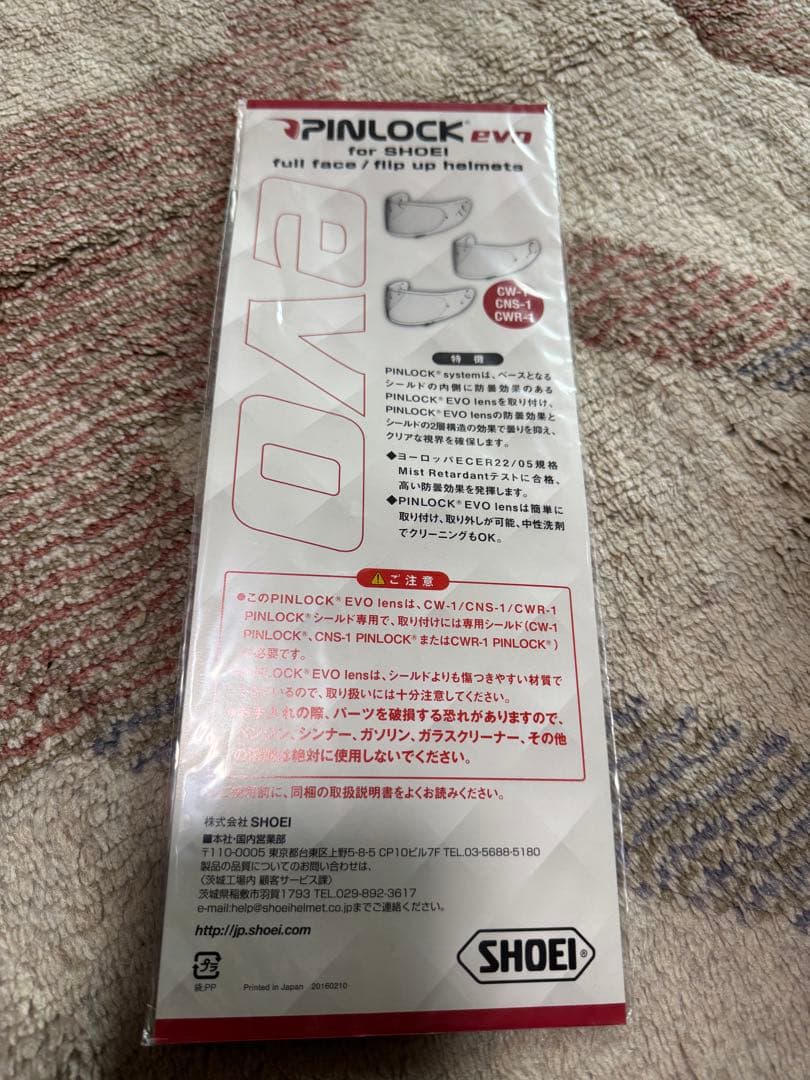 PINLOCK® evo
for SHOEI
full face / flip up helmets
evo
CW-1
CNS-1
CWR-1
特徴
PINLOCK® systemは、ベースとなる
シールドの内側に防曇効果のある
PINLOCK® EVO lensを取り付け、
PINLOCK® EVO lensの防曇効果と
シールドの2層構造の効果で曇りを抑え、
クリアな視界を確保します。
◆ヨーロッパECER22/05規格
Mist Retardantテストに合格、
高い防曇効果を発揮します。
◆PINLOCK® EVO lensは簡単に
取り付け、取り外しが可能、中性洗剤
でクリーニングもOK。
ご注意
●このPINLOCK® EVO lensは、CW-1/CNS-1/CWR-1
PINLOCK®シールド専用で、取り付けには専用シールド(CW-1
PINLOCK®、CNS-1 PINLOCK®またはCWR-1 PINLOCK®)
必要です。
LOCK® EVO lensは、シールドよりも傷つきやすい材質で
いるので、取り扱いには十分注意してください。
れの際、パーツを破損する恐れがありますので、
シンナー、ガソリン、ガラスクリーナー、その他
は絶対に使用しないでください。
前に、同梱の取扱説明書をよくお読みください。
株式会社 SHOEI
■本社・国内営業部
〒110-0005 東京都台東区上野5-8-5 CP10ビル7F TEL.03-5688-5180
製品の品質についてのお問い合わせは、
〈茨城工場内 顧客サービス課〉
茨城県稲敷市羽賀1793 TEL.029-892-3617
e-mail:help@shoeihelmet.co.jpまでご連絡ください。
http://jp.shoei.com
プラ
袋:PP
Printed in Japan 20160210
SHOEI®